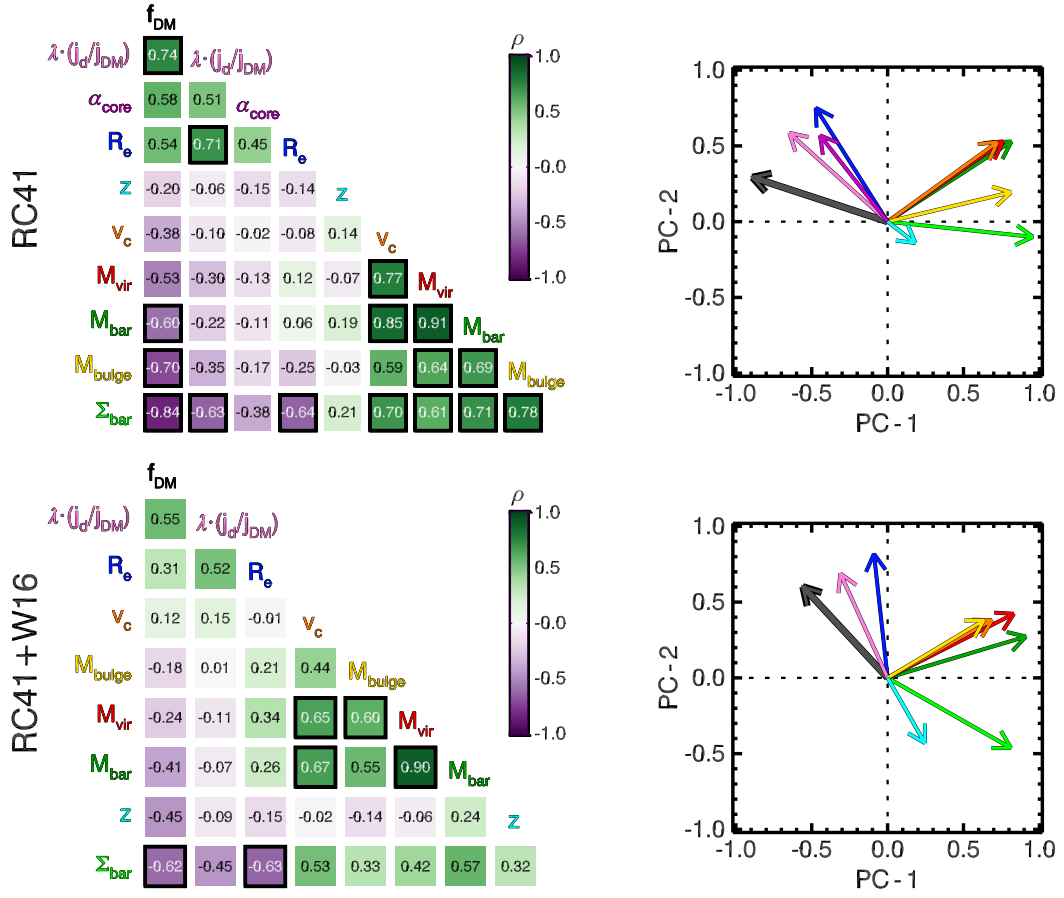 f_DM
λ·(j_d/j_DM) 0.74 λ·(j_d/j_DM)
α_core 0.58 0.51 α_core
R_e 0.54 0.71 0.45 R_e
z -0.20 -0.06 -0.15 -0.14 z
v_c -0.38 -0.10 -0.02 -0.08 0.14 v_c
M_vir -0.53 -0.30 -0.13 0.12 -0.07 0.77 M_vir
M_bar -0.60 -0.22 -0.11 0.06 0.19 0.85 0.91 M_bar
M_bulge -0.70 -0.35 -0.17 -0.25 -0.03 0.59 0.64 0.69 M_bulge
Σ_bar -0.84 -0.63 -0.38 -0.64 0.21 0.70 0.61 0.71 0.78
RC41
ρ
1.0
0.5
-0.0
-0.5
-1.0
PC-2
1.0
0.5
0.0
-0.5
-1.0
-1.0 -0.5 0.0 0.5 1.0
PC-1
f_DM
λ·(j_d/j_DM) 0.55 λ·(j_d/j_DM)
R_e 0.31 0.52 R_e
v_c 0.12 0.15 -0.01 v_c
M_bulge -0.18 0.01 0.21 0.44 M_bulge
M_vir -0.24 -0.11 0.34 0.65 0.60 M_vir
M_bar -0.41 -0.07 0.26 0.67 0.55 0.90 M_bar
z -0.45 -0.09 -0.15 -0.02 -0.14 -0.06 0.24 z
Σ_bar -0.62 -0.45 -0.63 0.53 0.33 0.42 0.57 0.32
RC41+W16
ρ
1.0
0.5
-0.0
-0.5
-1.0
PC-2
1.0
0.5
0.0
-0.5
-1.0
-1.0 -0.5 0.0 0.5 1.0
PC-1